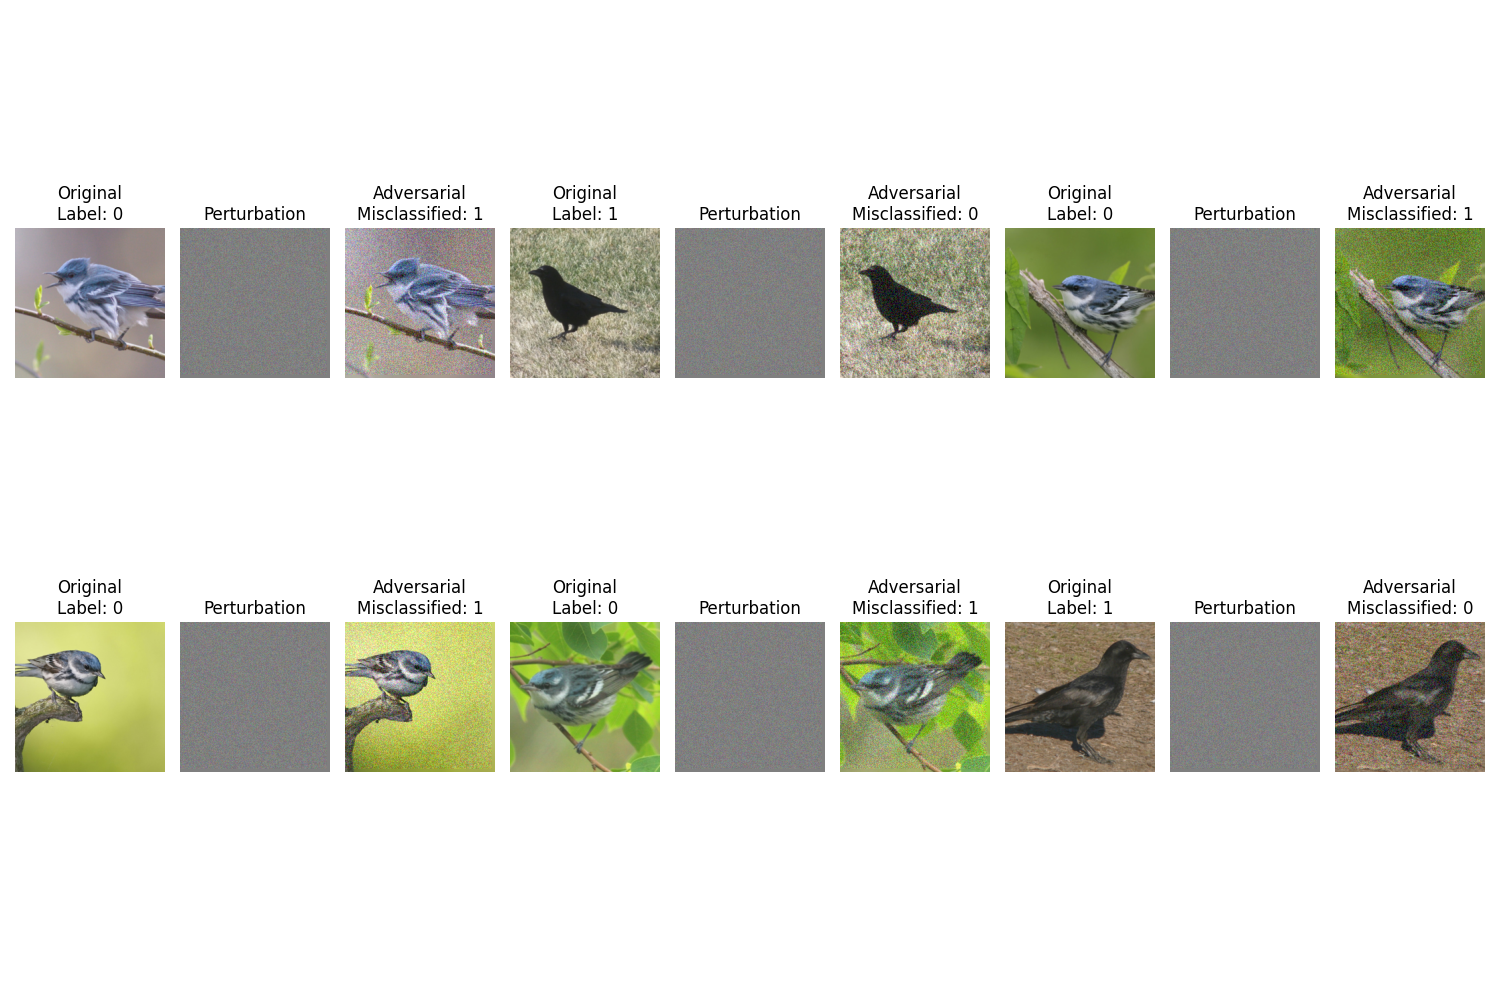 Original
Label: 0
Perturbation
Adversarial
Misclassified: 1
Original
Label: 1
Perturbation
Adversarial
Misclassified: 0
Original
Label: 0
Perturbation
Adversarial
Misclassified: 1
Original
Label: 0
Perturbation
Adversarial
Misclassified: 1
Original
Label: 0
Perturbation
Adversarial
Misclassified: 1
Original
Label: 1
Perturbation
Adversarial
Misclassified: 0